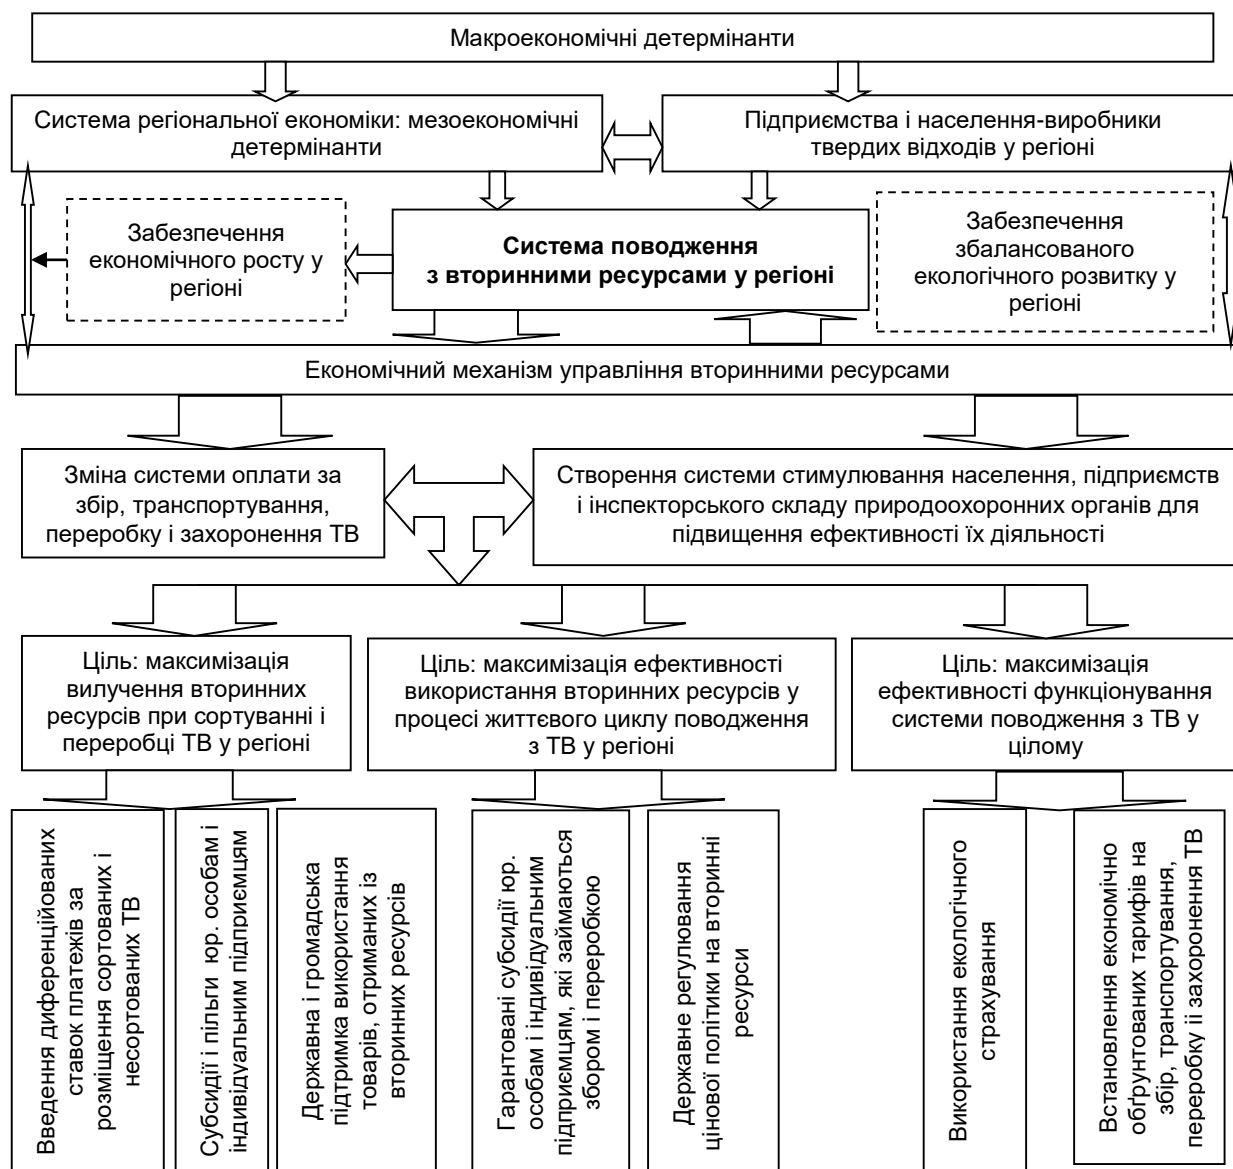 Макроекономічні детермінанти
Система регіональної економіки: мезоекономічні
детермінанти
Підприємства і населення-виробники
твердих відходів у регіоні
Забезпечення
економічного росту у
регіоні
Система поводження
з вторинними ресурсами у регіоні
Забезпечення
збалансованого
екологічного розвитку у
регіоні
Економічний механізм управління вторинними ресурсами
Зміна системи оплати за
збір, транспортування,
переробку і захоронення ТВ
Створення системи стимулювання населення, підприємств
і інспекторського складу природоохоронних органів для
підвищення ефективності їх діяльності
Ціль: максимізація
вилучення вторинних
ресурсів при сортуванні і
переробці ТВ у регіоні
Ціль: максимізація ефективності
використання вторинних ресурсів у
процесі життєвого циклу поводження
з ТВ у регіоні
Ціль: максимізація
ефективності функціонування
системи поводження з ТВ у
цілому
Введення диференційованих
ставок платежів за
розміщення сортованих і
несортованих ТВ
Субсидії і пільги юр. особам і
індивідуальним підприємцям
Державна і громадська
підтримка використання
товарів, отриманих із
вторинних ресурсів
Гарантовані субсидії юр.
особам і індивідуальним
підприємцям, які займаються
збором і переробкою
Державне регулювання
цінової політики на вторинні
ресурси
Використання екологічного
страхування
Встановлення економічно
обґрунтованих тарифів на
збір, транспортування,
переробку іі захоронення ТВ